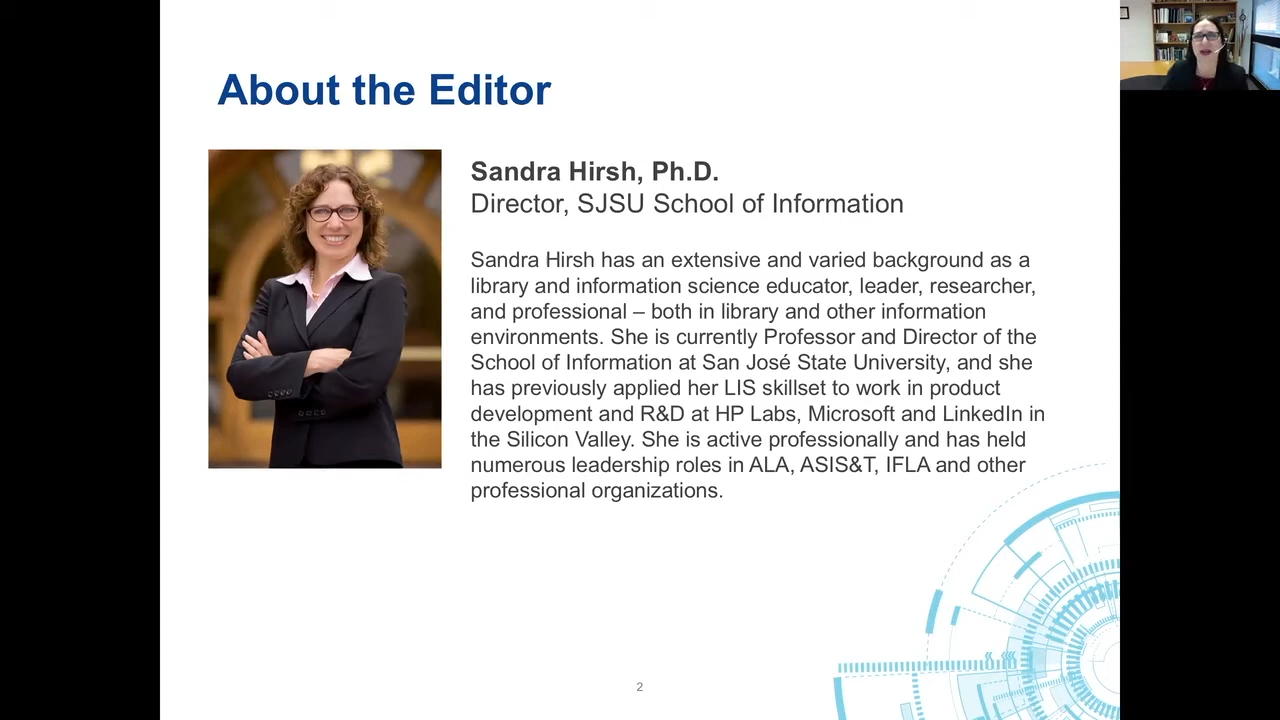 About the Editor
Sandra Hirsh, Ph.D.
Director, SJSU School of Information
Sandra Hirsh has an extensive and varied background as a
library and information science educator, leader, researcher,
and professional – both in library and other information
environments. She is currently Professor and Director of the
School of Information at San José State University, and she
has previously applied her LIS skillset to work in product
development and R&D at HP Labs, Microsoft and LinkedIn in
the Silicon Valley. She is active professionally and has held
numerous leadership roles in ALA, ASIS&T, IFLA and other
professional organizations.
2